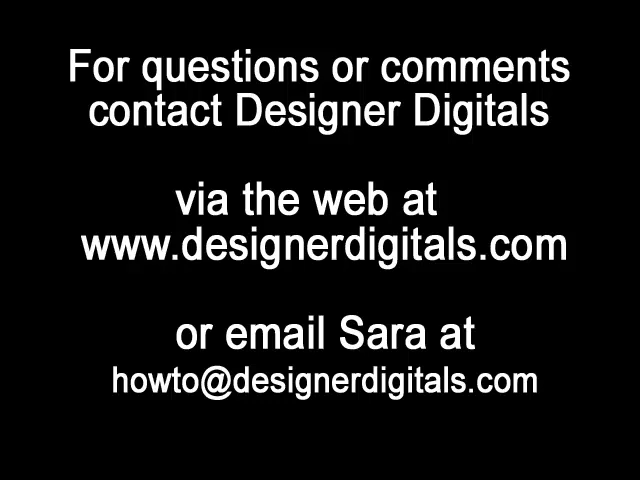 For questions or comments
contact Designer Digitals
via the web at
www.designerdigitals.com
or email Sara at
howto@designerdigitals.com